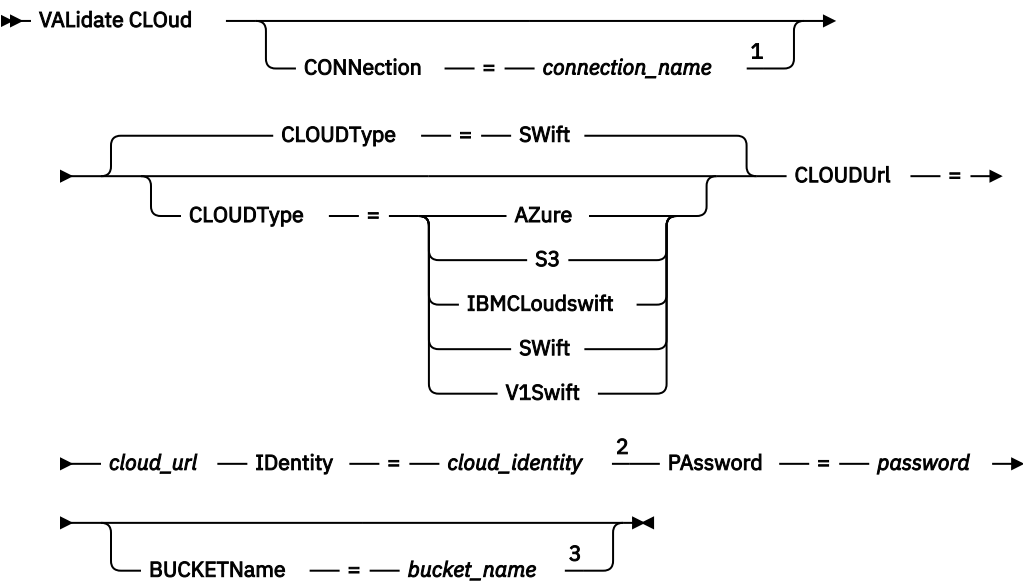 VALidate CLOud
CONNection = connection_name 1
CLOUDType = SWift
CLOUDUrl =
CLOUDType = AZure
S3
IBMCLoudswift
SWift
V1Swift
cloud_url IDentity = cloud_identity 2 PAssword = password
BUCKETName = bucket_name 3